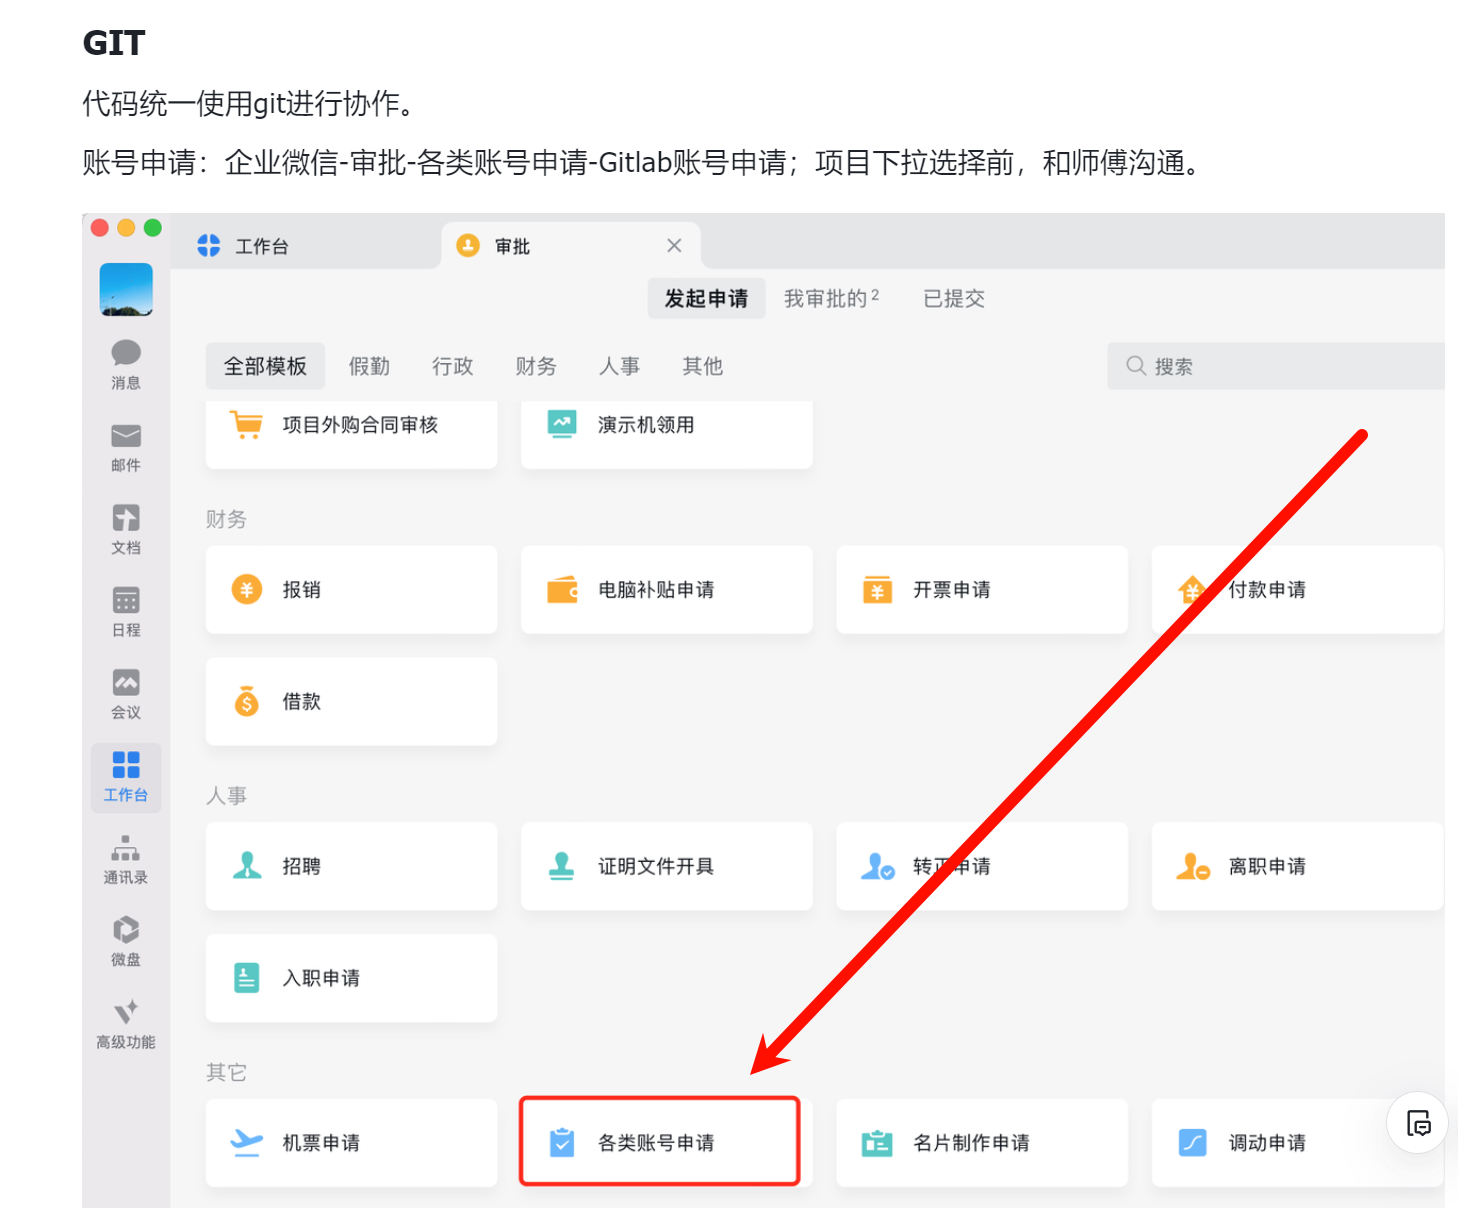 GIT
代码统一使用git进行协作。
账号申请：企业微信-审批-各类账号申请-Gitlab账号申请；项目下拉选择前，和师傅沟通。
工作台
审批
发起申请
我审批的2
已提交
全部模板
假勤
行政
财务
人事
其他
搜索
消息
邮件
文档
日程
会议
工作台
通讯录
微盘
高级功能
项目外购合同审核
演示机领用
财务
报销
电脑补贴申请
开票申请
付款申请
借款
人事
招聘
证明文件开具
转正申请
离职申请
入职申请
其它
机票申请
各类账号申请
名片制作申请
调动申请